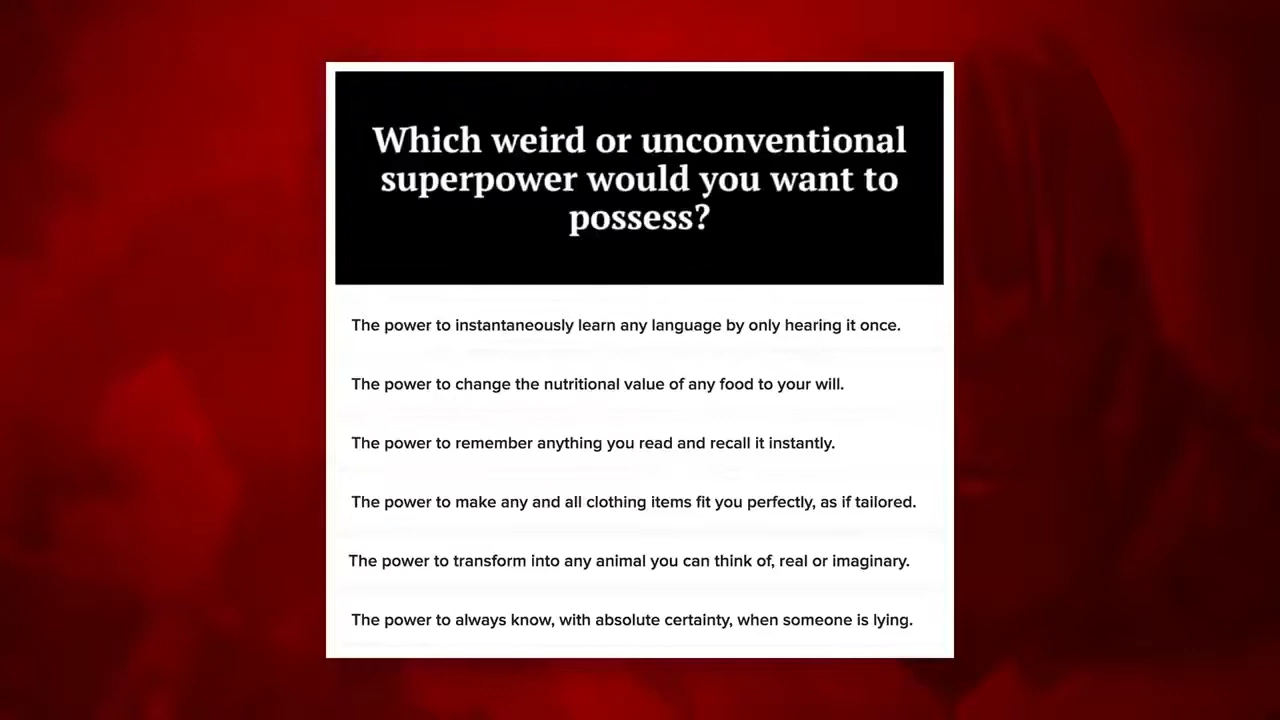 Which weird or unconventional
superpower would you want to
possess?
The power to instantaneously learn any language by only hearing it once.
The power to change the nutritional value of any food to your will.
The power to remember anything you read and recall it instantly.
The power to make any and all clothing items fit you perfectly, as if tailored.
The power to transform into any animal you can think of, real or imaginary.
The power to always know, with absolute certainty, when someone is lying.